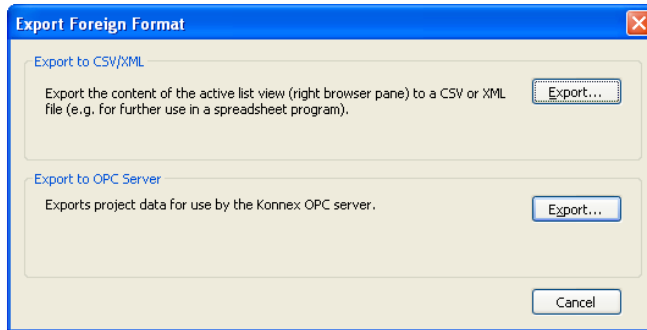 Export Foreign Format
Export to CSV/XML
Export the content of the active list view (right browser pane) to a CSV or XML
file (e.g. for further use in a spreadsheet program).
Export...
Export to OPC Server
Exports project data for use by the Konnex OPC server.
Export...
Cancel